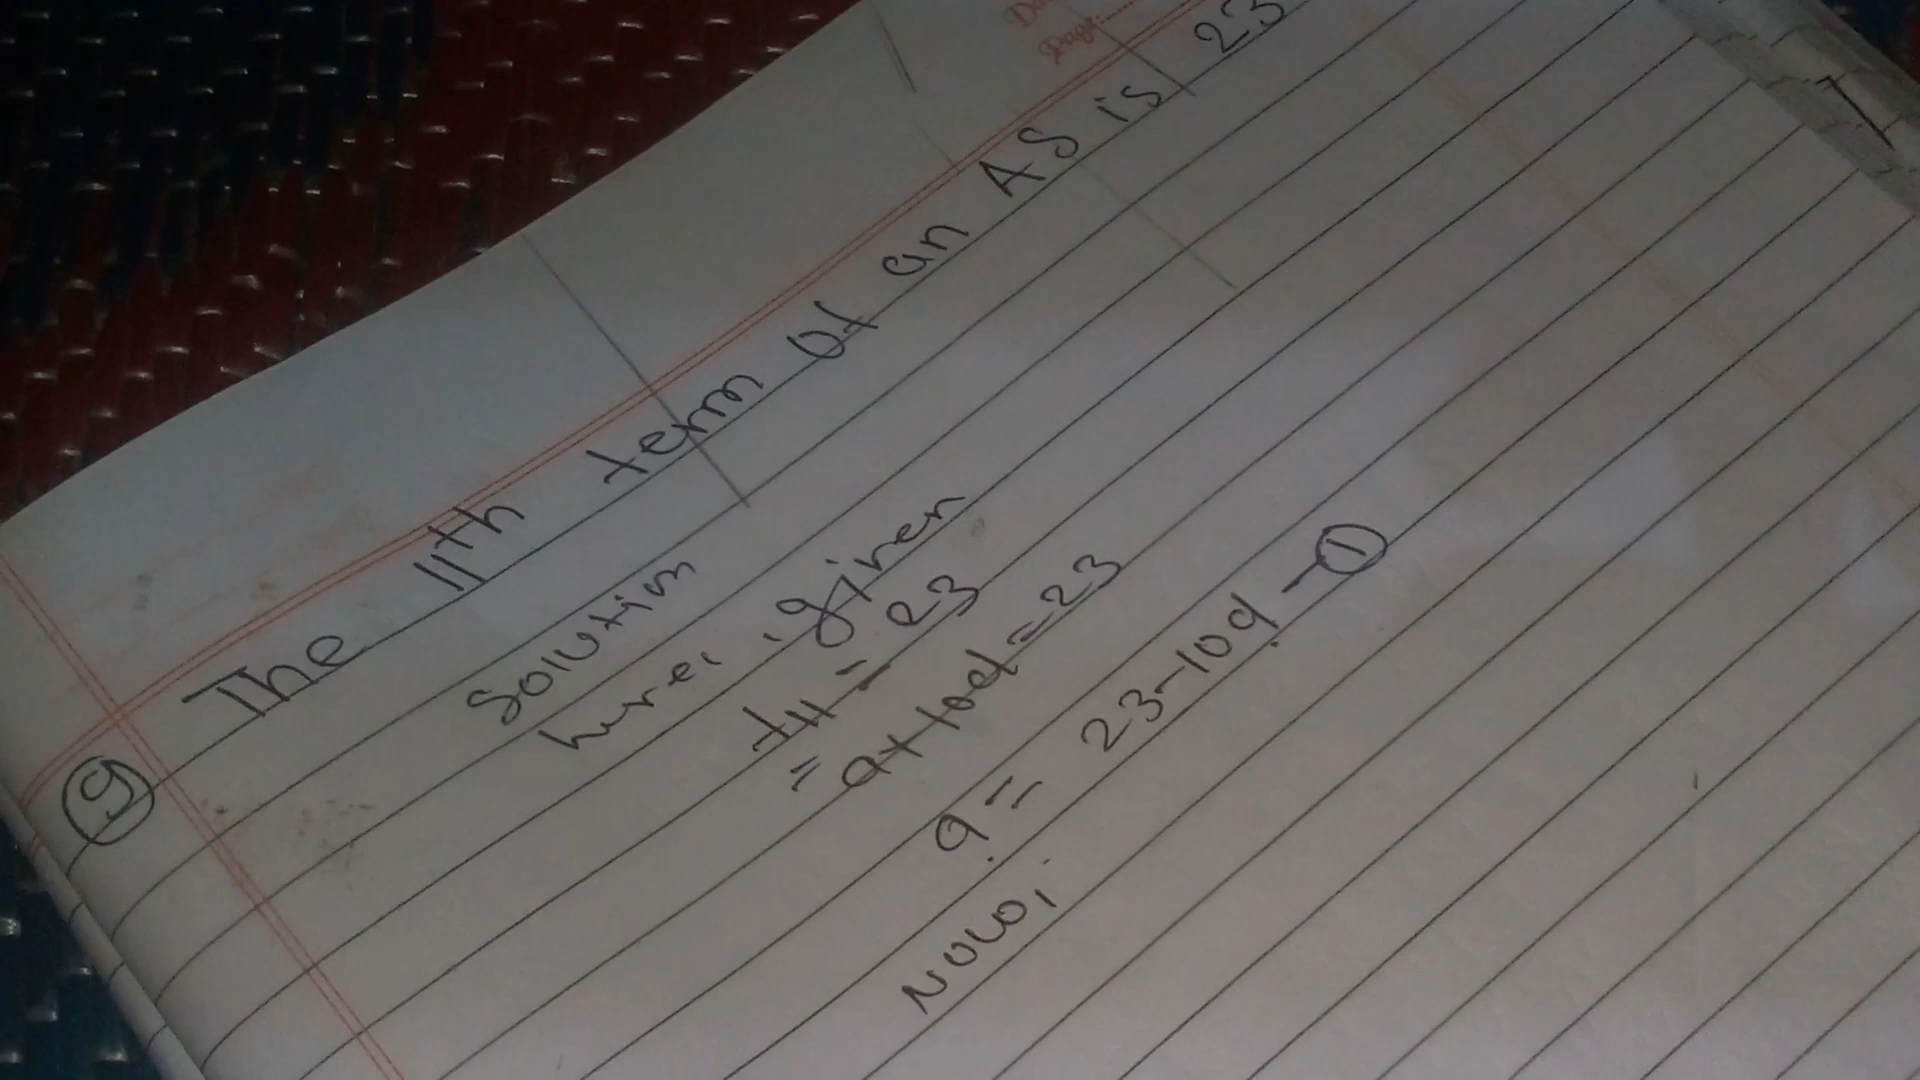 Page:
9 The 11th term of an AS is 23
Solution
hrei given
t11 = 23
= a+10d=23
a = 23-10d -①
Now,